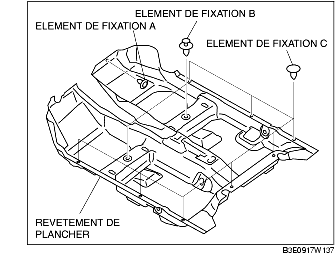 ELEMENT DE FIXATION B
ELEMENT DE FIXATION A
ELEMENT DE FIXATION C
REVETEMENT DE
PLANCHER
B3E0917W137